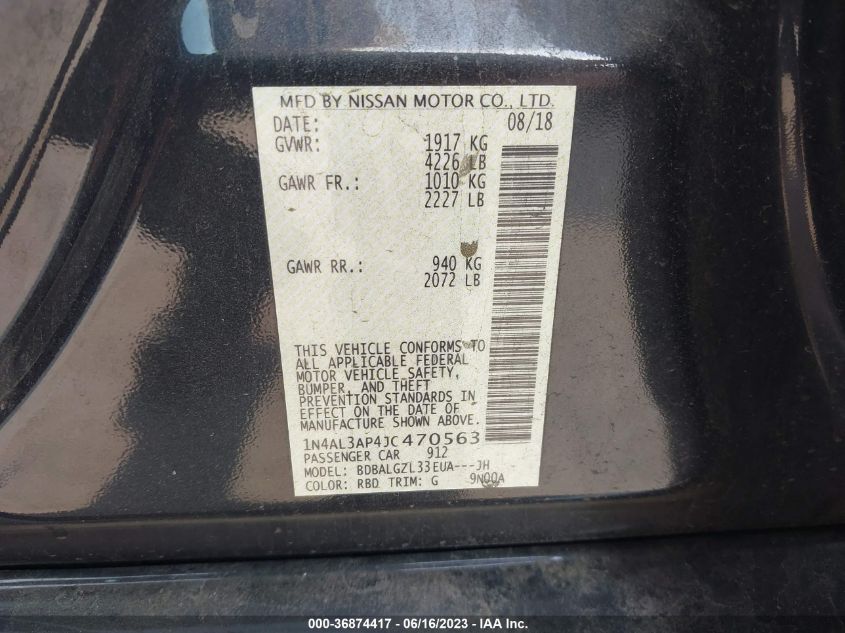 MFD BY NISSAN MOTOR CO., LTD.
DATE: 08/18
GVWR: 1917 KG
4226 LB
GAWR FR.: 1010 KG
2227 LB
GAWR RR.: 940 KG
2072 LB
THIS VEHICLE CONFORMS TO
ALL APPLICABLE FEDERAL
MOTOR VEHICLE SAFETY,
BUMPER, AND THEFT
PREVENTION STANDARDS IN
EFFECT ON THE DATE OF
MANUFACTURE SHOWN ABOVE.
1N4AL3AP4JC470563
PASSENGER CAR 912
MODEL: BDBALGZL33EUA---JH
COLOR: RBD TRIM: G 9N00A
000-36874417 - 06/16/2023 - IAA Inc.